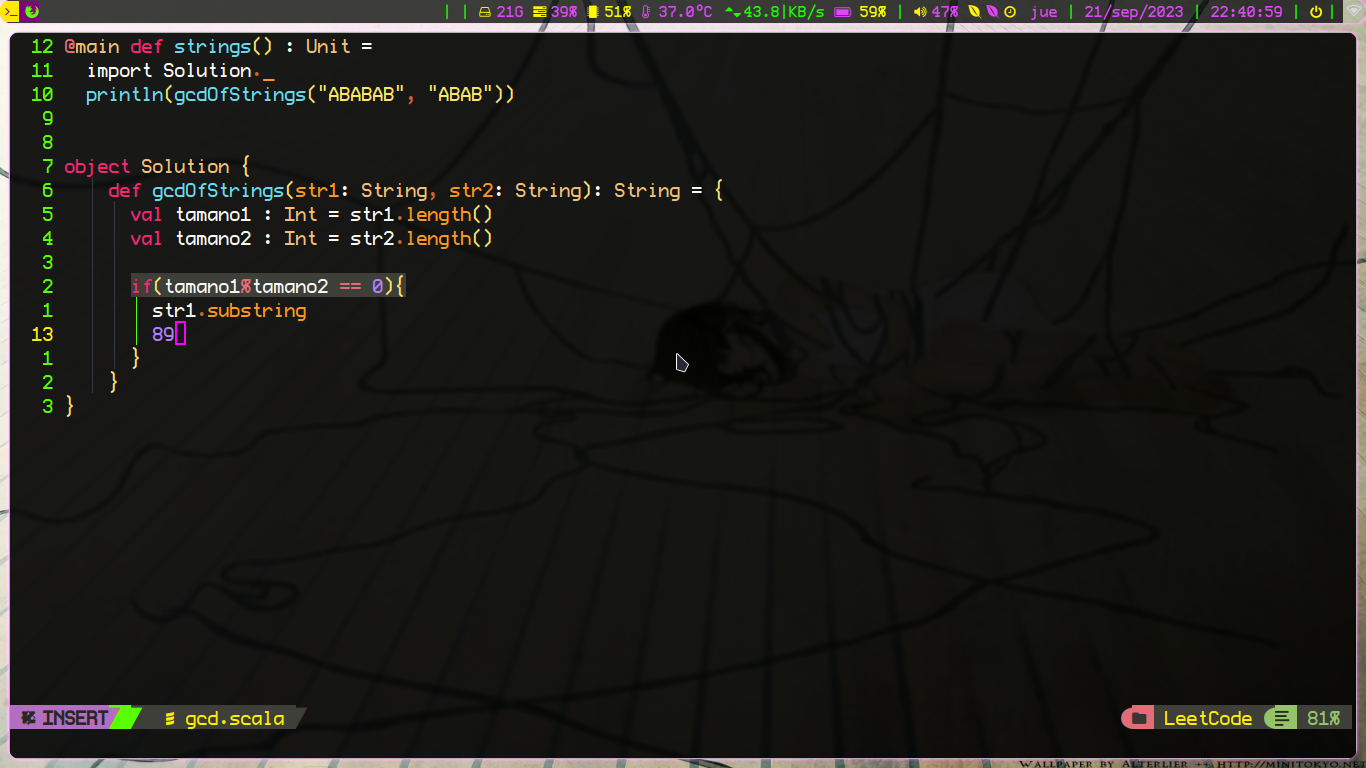 | | 21G 39% 51% 37.0°C 43.8|KB/s 59% | 47% jue | 21/sep/2023 | 22:40:59 | |
12 @main def strings() : Unit =
11 import Solution._
10 println(gcdOfStrings("ABABAB", "ABAB"))
9
8
7 object Solution {
6 def gcdOfStrings(str1: String, str2: String): String = {
5 val tamano1 : Int = str1.length()
4 val tamano2 : Int = str2.length()
3
2 if(tamano1%tamano2 == 0){
1 str1.substring
13 89
1 }
2 }
3 }
INSERT gcd.scala LeetCode 81%
Wallpaper by Alterlier ++ http://minitokyo.net